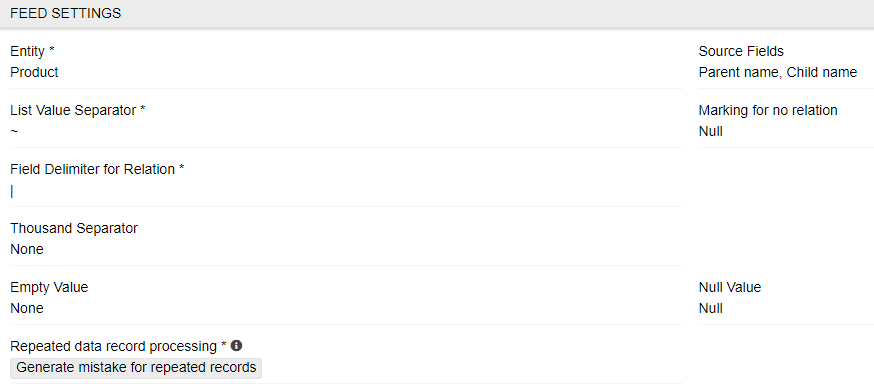 FEED SETTINGS
Entity *
Product
Source Fields
Parent name, Child name
List Value Separator *
~
Marking for no relation
Null
Field Delimiter for Relation *
|
Thousand Separator
None
Empty Value
None
Null Value
Null
Repeated data record processing *
Generate mistake for repeated records